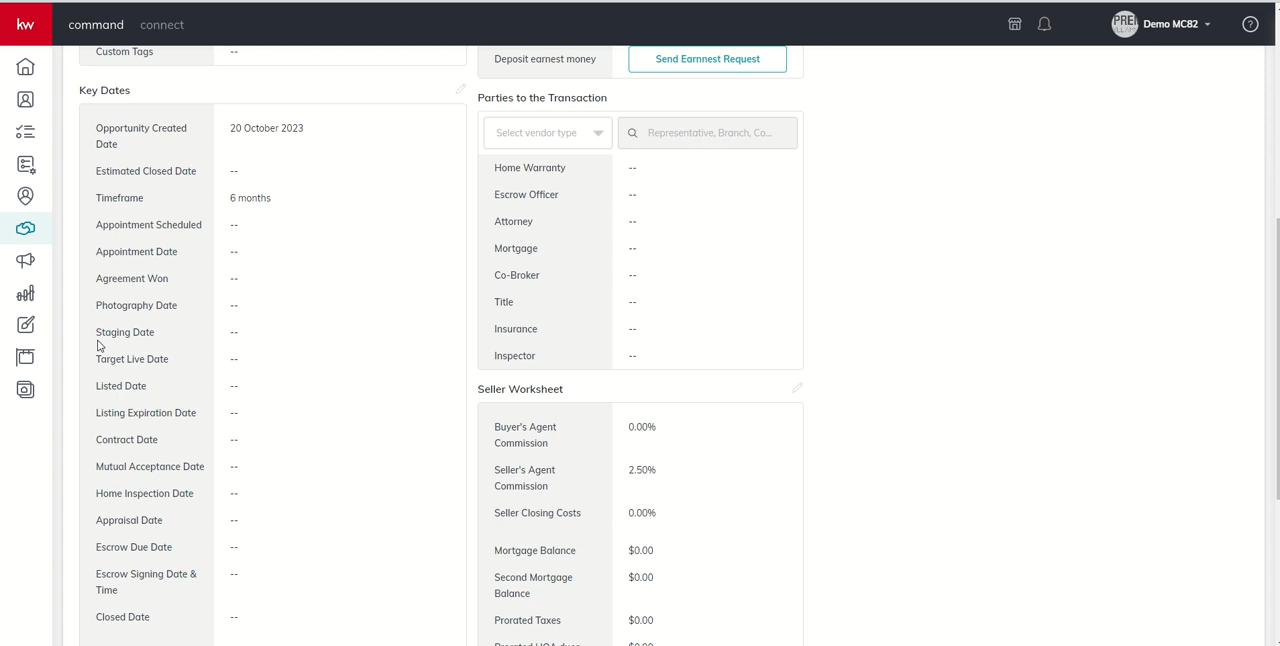 kw command connect Demo MC82
Custom Tags --
Key Dates
Opportunity Created
Date
20 October 2023
Estimated Closed Date --
Timeframe 6 months
Appointment Scheduled --
Appointment Date --
Agreement Won --
Photography Date --
Staging Date --
Target Live Date --
Listed Date --
Listing Expiration Date --
Contract Date --
Mutual Acceptance Date --
Home Inspection Date --
Appraisal Date --
Escrow Due Date --
Escrow Signing Date &
Time
--
Closed Date --
Deposit earnest money Send Earnnest Request
Parties to the Transaction
Select vendor type Representative, Branch, Co...
Home Warranty --
Escrow Officer --
Attorney --
Mortgage --
Co-Broker --
Title --
Insurance --
Inspector --
Seller Worksheet
Buyer's Agent
Commission
0.00%
Seller's Agent
Commission
2.50%
Seller Closing Costs 0.00%
Mortgage Balance $0.00
Second Mortgage
Balance
$0.00
Prorated Taxes $0.00
Prorated HOA dues $0.00